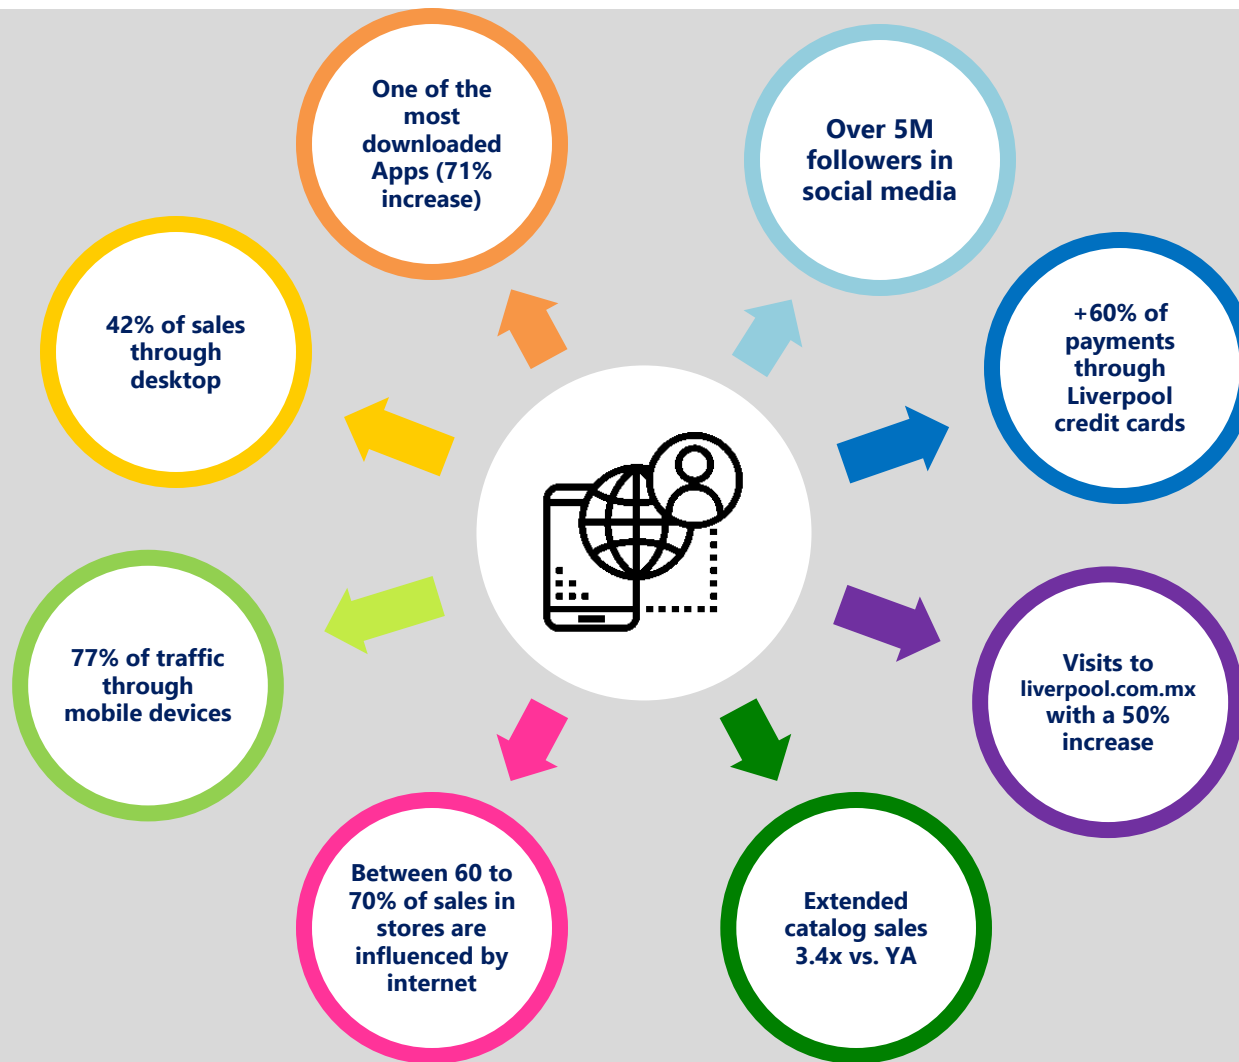 One of the
most
downloaded
Apps (71%
increase)
Over 5M
followers in
social media
42% of sales
through
desktop
+60% of
payments
through
Liverpool
credit cards
77% of traffic
through
mobile devices
Visits to
liverpool.com.mx
with a 50%
increase
Between 60 to
70% of sales in
stores are
influenced by
internet
Extended
catalog sales
3.4x vs. YA